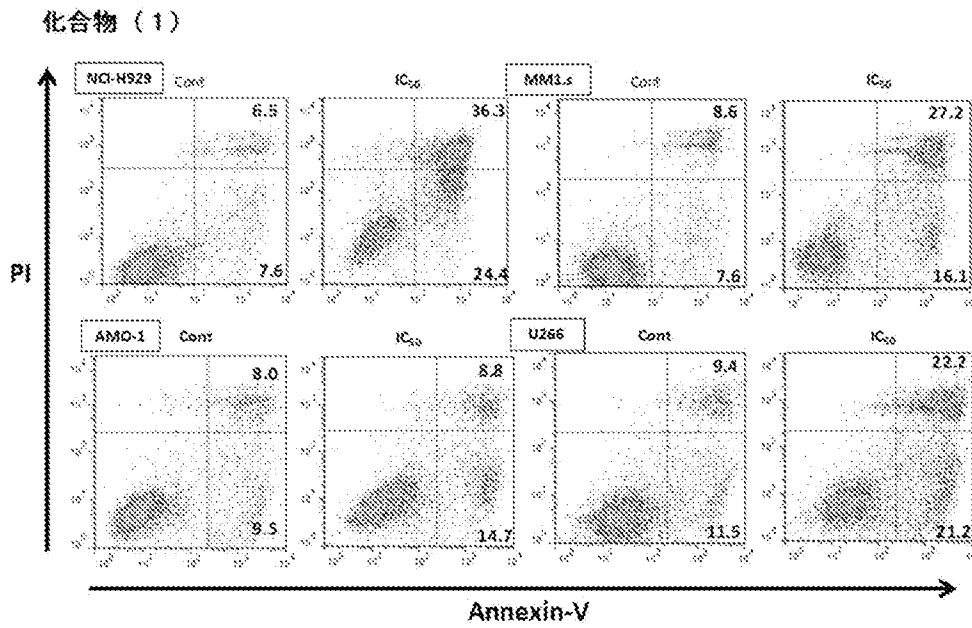 化合物（1）
NCI-H929 Cont IC₅₀ MM1.s Cont IC₅₀
6.5 36.3 8.6 27.2
PI
7.6 24.4 7.6 16.1
AMO-1 Cont IC₅₀ U266 Cont IC₅₀
8.0 8.8 9.4 22.2
9.5 14.7 11.5 21.2
Annexin-V